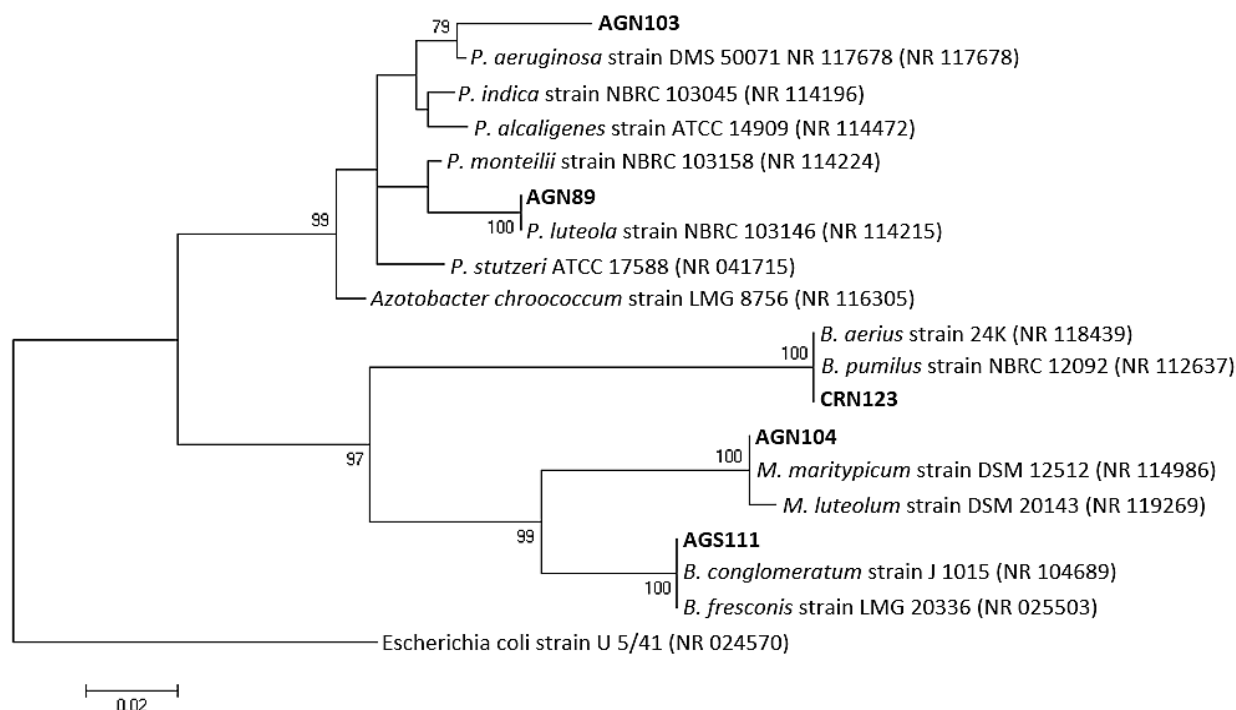 79
AGN103
P. aeruginosa strain DMS 50071 NR 117678 (NR 117678)
P. indica strain NBRC 103045 (NR 114196)
P. alcaligenes strain ATCC 14909 (NR 114472)
P. monteilii strain NBRC 103158 (NR 114224)
99
AGN89
100
P. luteola strain NBRC 103146 (NR 114215)
P. stutzeri ATCC 17588 (NR 041715)
Azotobacter chroococcum strain LMG 8756 (NR 116305)
B. aerius strain 24K (NR 118439)
100
B. pumilus strain NBRC 12092 (NR 112637)
CRN123
97
AGN104
100
M. maritypicum strain DSM 12512 (NR 114986)
M. luteolum strain DSM 20143 (NR 119269)
99
AGS111
B. conglomeratum strain J 1015 (NR 104689)
100
B. fresconis strain LMG 20336 (NR 025503)
Escherichia coli strain U 5/41 (NR 024570)
0.02